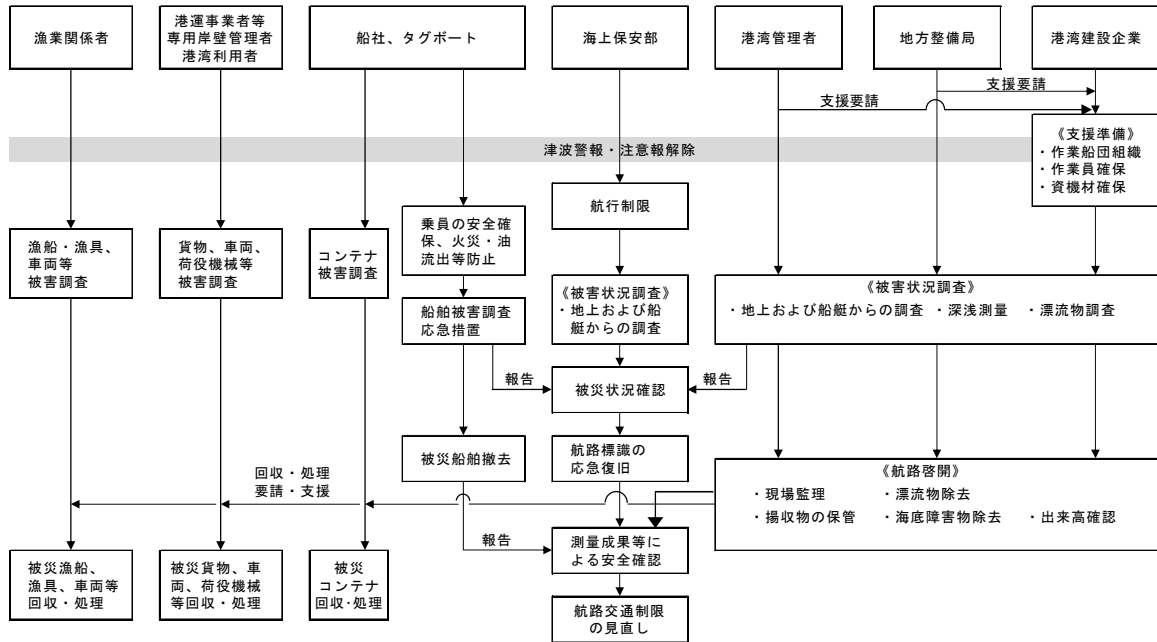 漁業関係者
港運事業者等
専用岸壁管理者
港湾利用者
船社、タグボート
海上保安部
港湾管理者
地方整備局
港湾建設企業
支援要請
支援要請
《支援準備》
・作業船団組織
・作業員確保
・資機材確保
津波警報・注意報解除
航行制限
乗員の安全確
保、火災・油
流出等防止
漁船・漁具、
車両等
被害調査
貨物、車両、
荷役機械等
被害調査
コンテナ
被害調査
《被害状況調査》
・地上および船
艇からの調査
《被害状況調査》
・地上および船艇からの調査 ・深浅測量 ・漂流物調査
船舶被害調査
応急措置
報告
被災状況確認
報告
被災船舶撤去
航路標識の
応急復旧
回収・処理
要請・支援
《航路啓開》
・現場監理 ・漂流物除去
・揚収物の保管 ・海底障害物除去 ・出来高確認
報告
測量成果等に
よる安全確認
被災漁船、
漁具、車両等
回収・処理
被災貨物、車
両、荷役機械
等回収・処理
被災
コンテナ
回収・処理
航路交通制限
の見直し